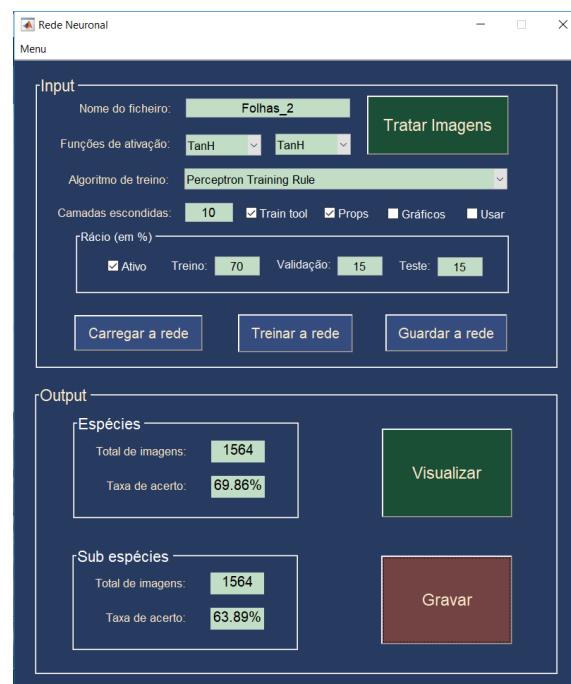 Rede Neuronal
Menu
Input
Nome do ficheiro: Folhas_2
Tratar Imagens
Funções de ativação: TanH TanH
Algoritmo de treino: Perceptron Training Rule
Camadas escondidas: 10 Train tool Props Gráficos Usar
Rácio (em %)
Ativo Treino: 70 Validação: 15 Teste: 15
Carregar a rede Treinar a rede Guardar a rede
Output
Espécies
Total de imagens: 1564
Taxa de acerto: 69.86%
Visualizar
Sub espécies
Total de imagens: 1564
Taxa de acerto: 63.89%
Gravar